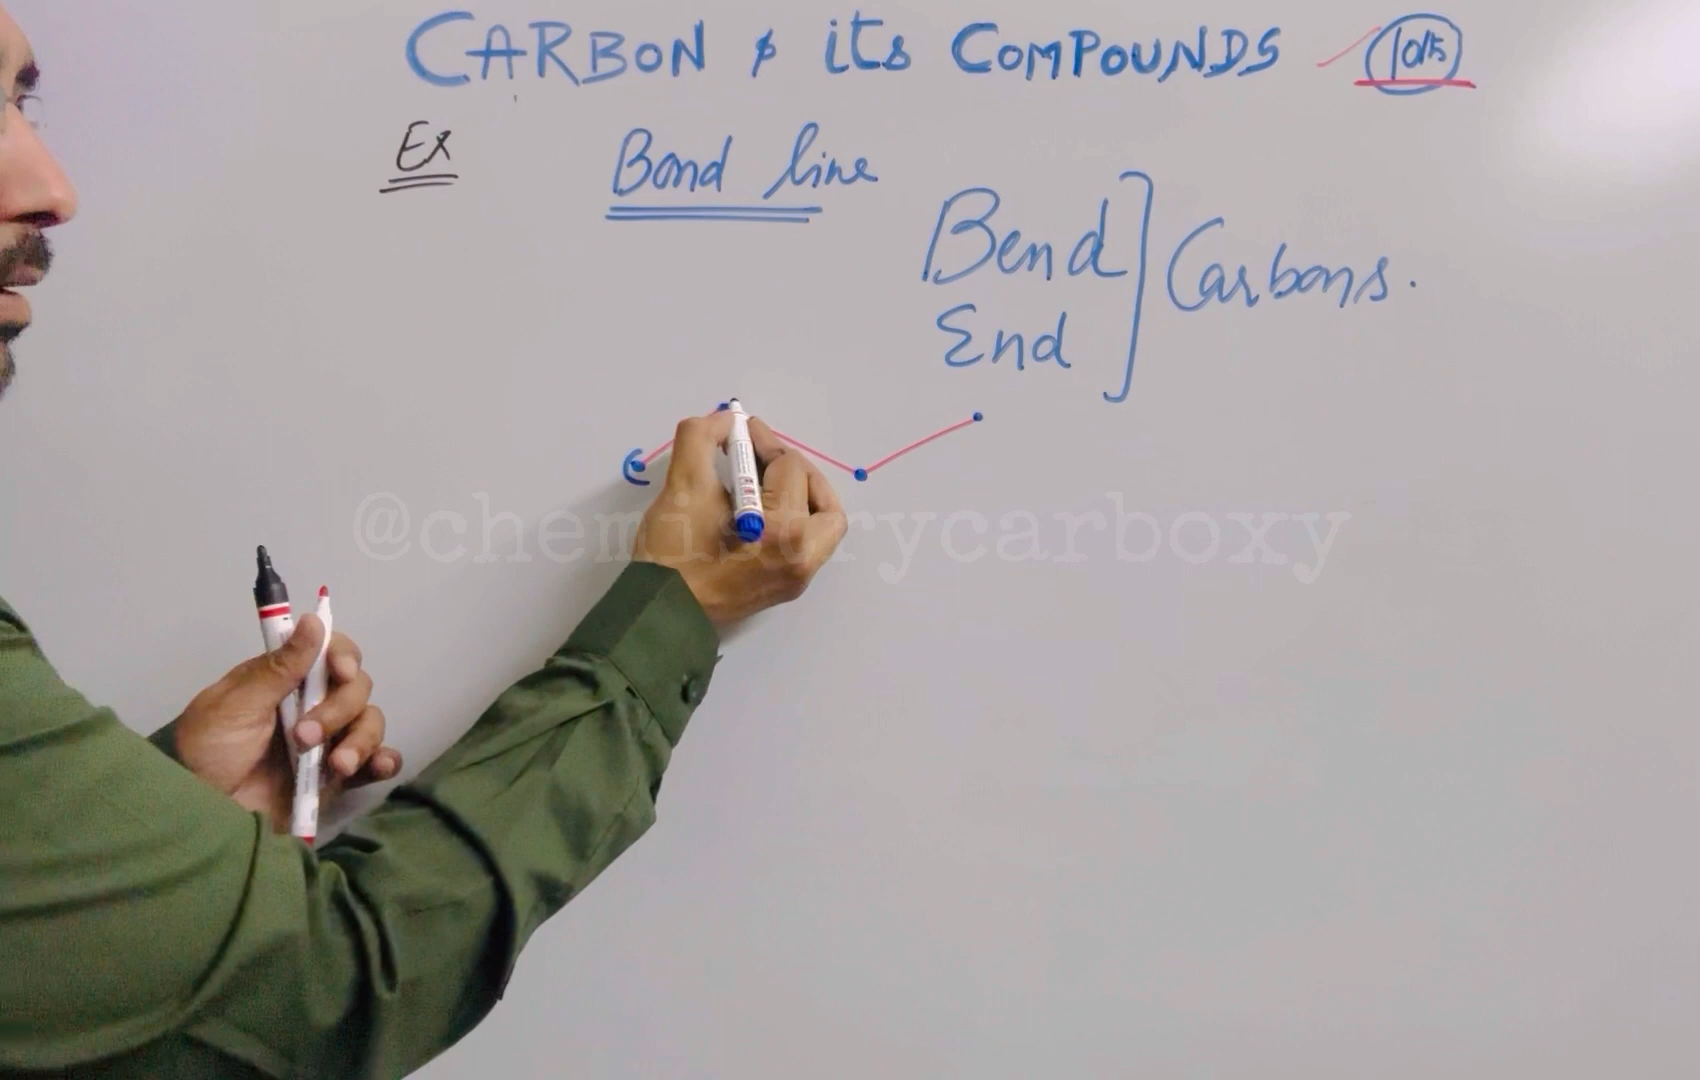 CARBON & its COMPOUNDS
Ex
Bond line
Bend
End
Carbons.
C
@chemistrycarboxy